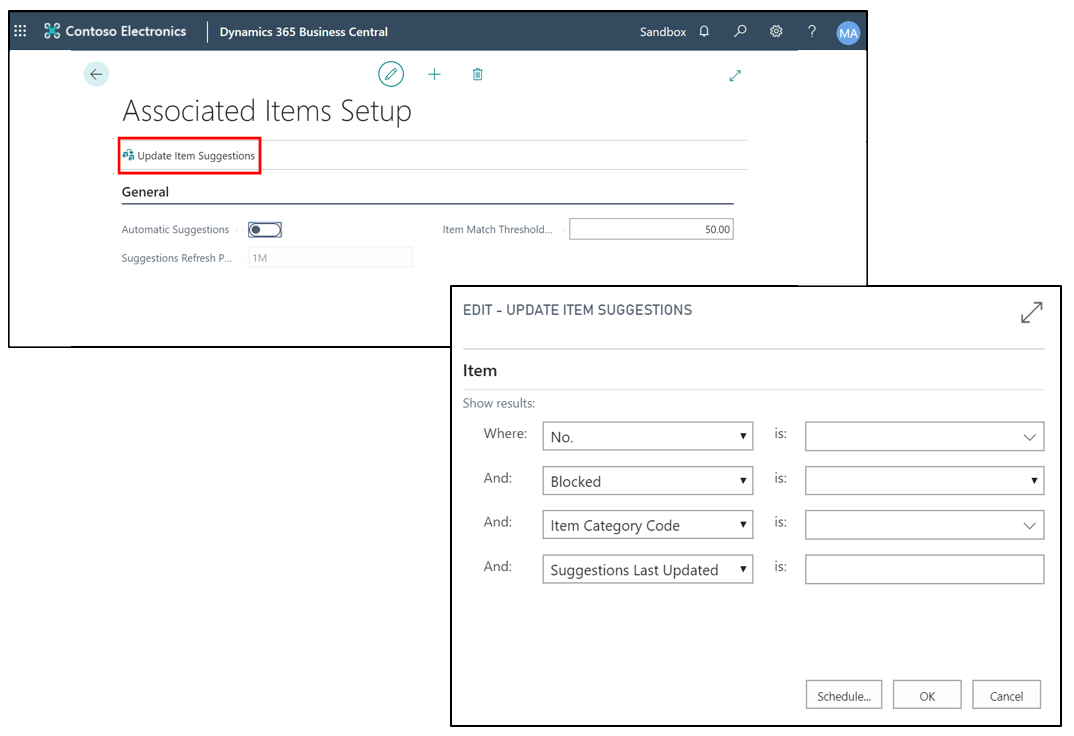 Contoso Electronics Dynamics 365 Business Central Sandbox ? MA
Associated Items Setup
Update Item Suggestions
General
Automatic Suggestions Item Match Threshold... 50.00
Suggestions Refresh P... 1M
EDIT - UPDATE ITEM SUGGESTIONS
Item
Show results:
Where: No. is:
And: Blocked is:
And: Item Category Code is:
And: Suggestions Last Updated is:
Schedule... OK Cancel